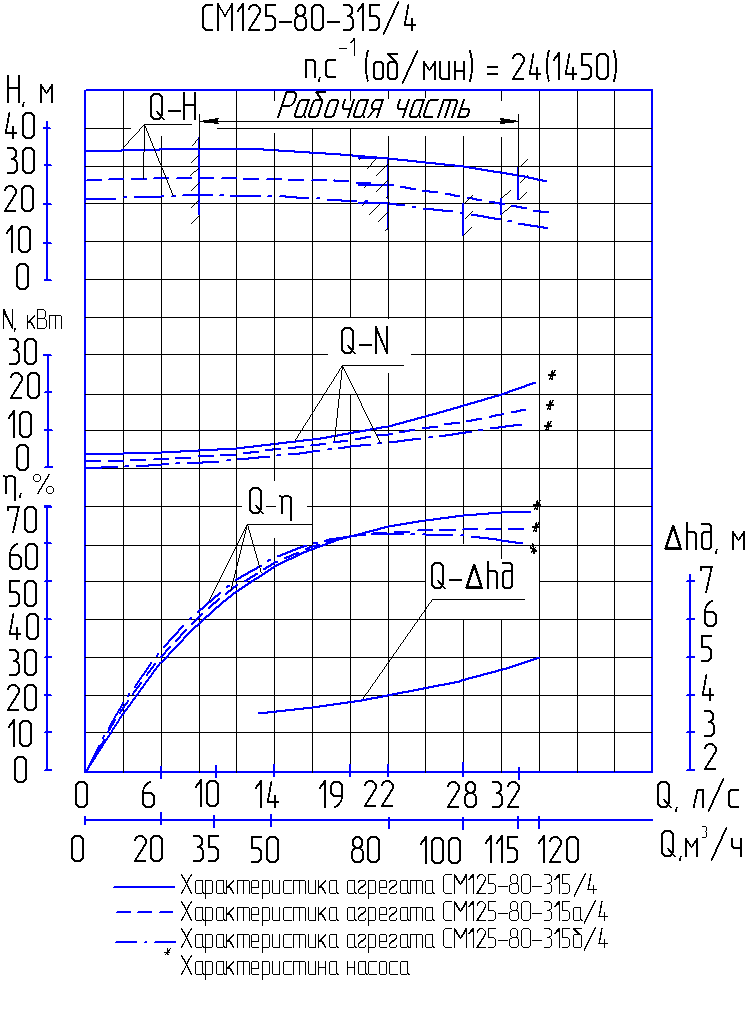 СМ125-80-315/4
n,с⁻¹ (об/мин) = 24(1450)
Н, м
Q-H
Рабочая часть
40
30
20
10
0
N, кВт
Q-N
30
20
10
0
*
*
*
η, %
Q-η
70
60
50
40
30
20
10
0
*
*
*
Q-Δhд
Δhд, м
7
6
5
4
3
2
0 6 10 14 19 22 28 32 Q, л/с
0 20 35 50 80 100 115 120 Q,м³/ч
Характеристика агрегата СМ125-80-315/4
Характеристика агрегата СМ125-80-315а/4
Характеристика агрегата СМ125-80-315б/4
* Характеристина насоса